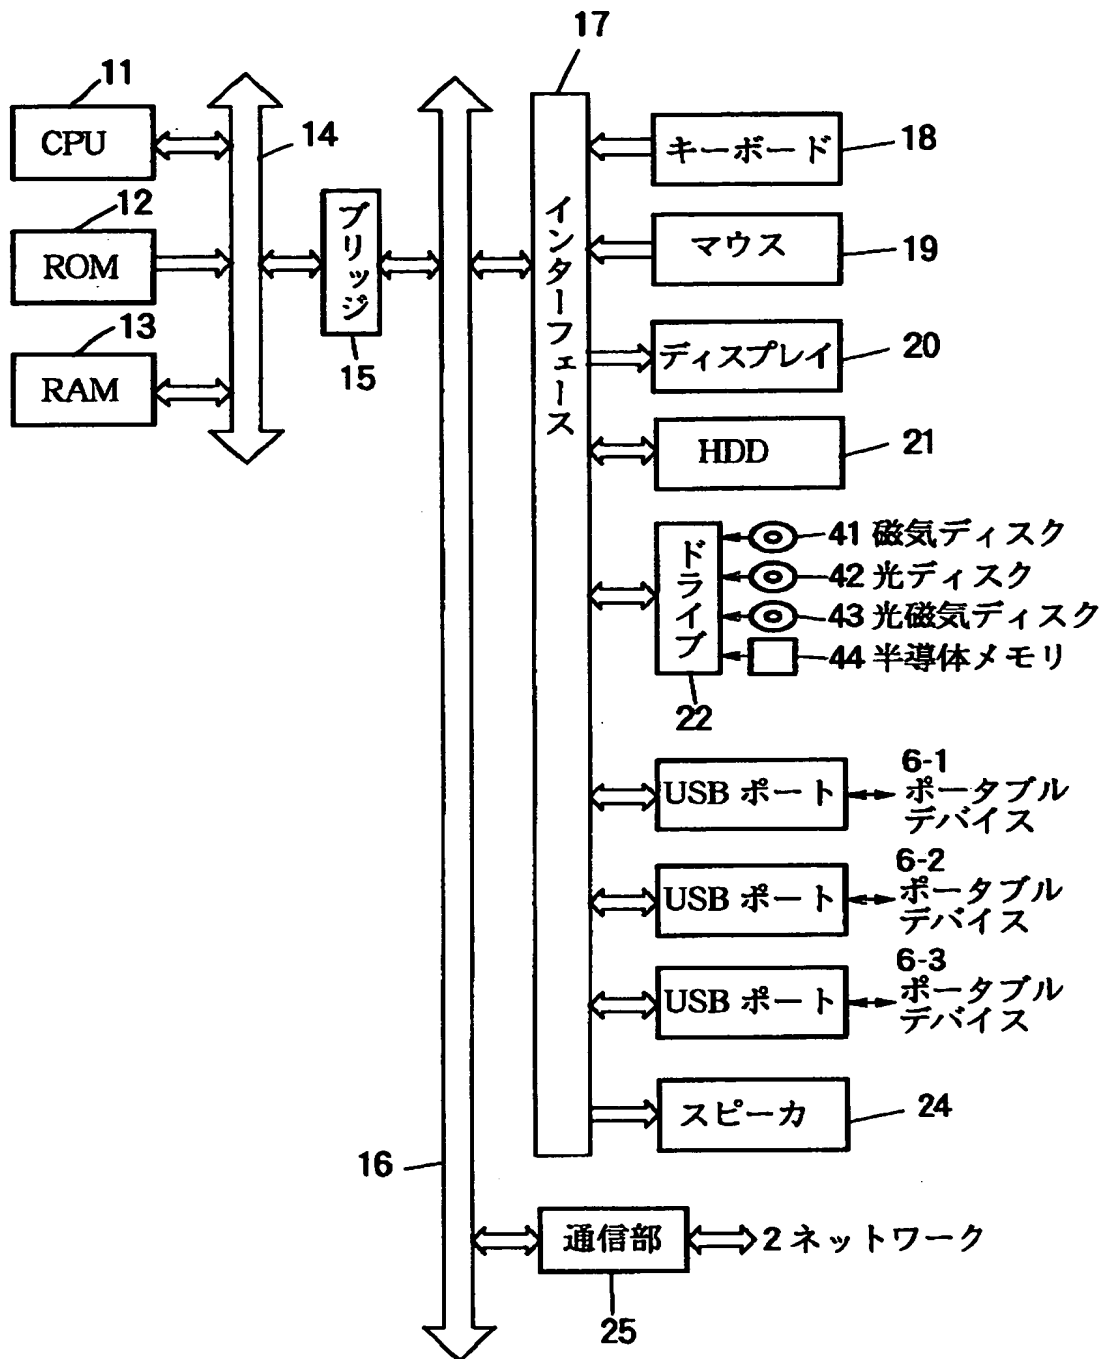 17
11
CPU
14
12
ROM
13
RAM
ブリッジ
15
インターフェース
キーボード
18
マウス
19
ディスプレイ
20
HDD
21
ドライブ
22
41 磁気ディスク
42 光ディスク
43 光磁気ディスク
44 半導体メモリ
USB ポート
6-1
ポータブル
デバイス
USB ポート
6-2
ポータブル
デバイス
USB ポート
6-3
ポータブル
デバイス
スピーカ
24
16
通信部
25
2 ネットワーク